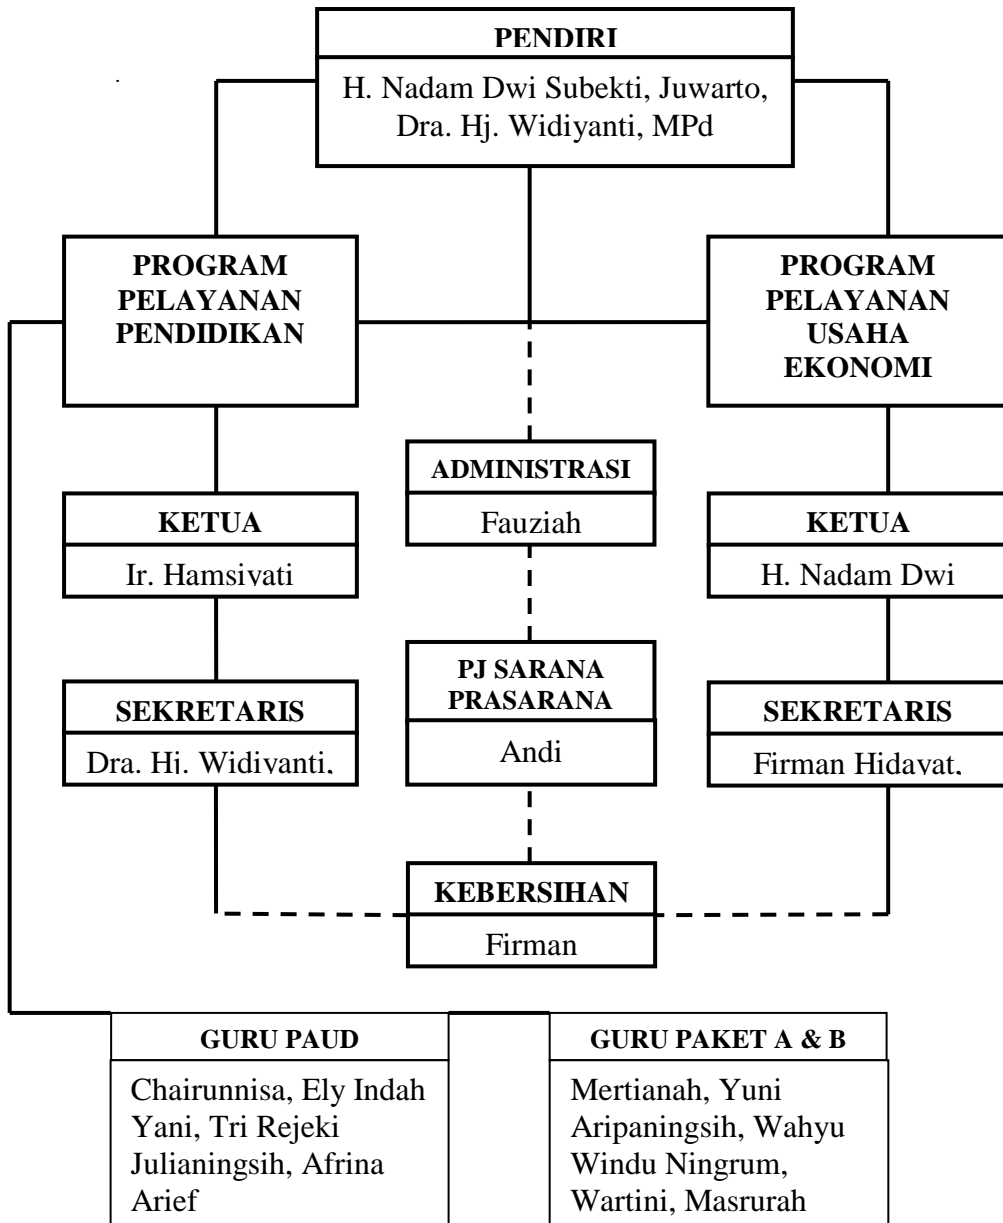 PENDIRI
H. Nadam Dwi Subekti, Juwarto,
Dra. Hj. Widiyanti, MPd
PROGRAM
PELAYANAN
PENDIDIKAN
PROGRAM
PELAYANAN
USAHA
EKONOMI
ADMINISTRASI
Fauziah
KETUA
Ir. Hamsiyati
KETUA
H. Nadam Dwi
PJ SARANA
PRASARANA
Andi
SEKRETARIS
Dra. Hj. Widiyanti,
SEKRETARIS
Firman Hidayat,
KEBERSIHAN
Firman
GURU PAUD
Chairunnisa, Ely Indah
Yani, Tri Rejeki
Julianingsih, Afrina
Arief
GURU PAKET A & B
Mertianah, Yuni
Aripaningsih, Wahyu
Windu Ningrum,
Wartini, Masrurah